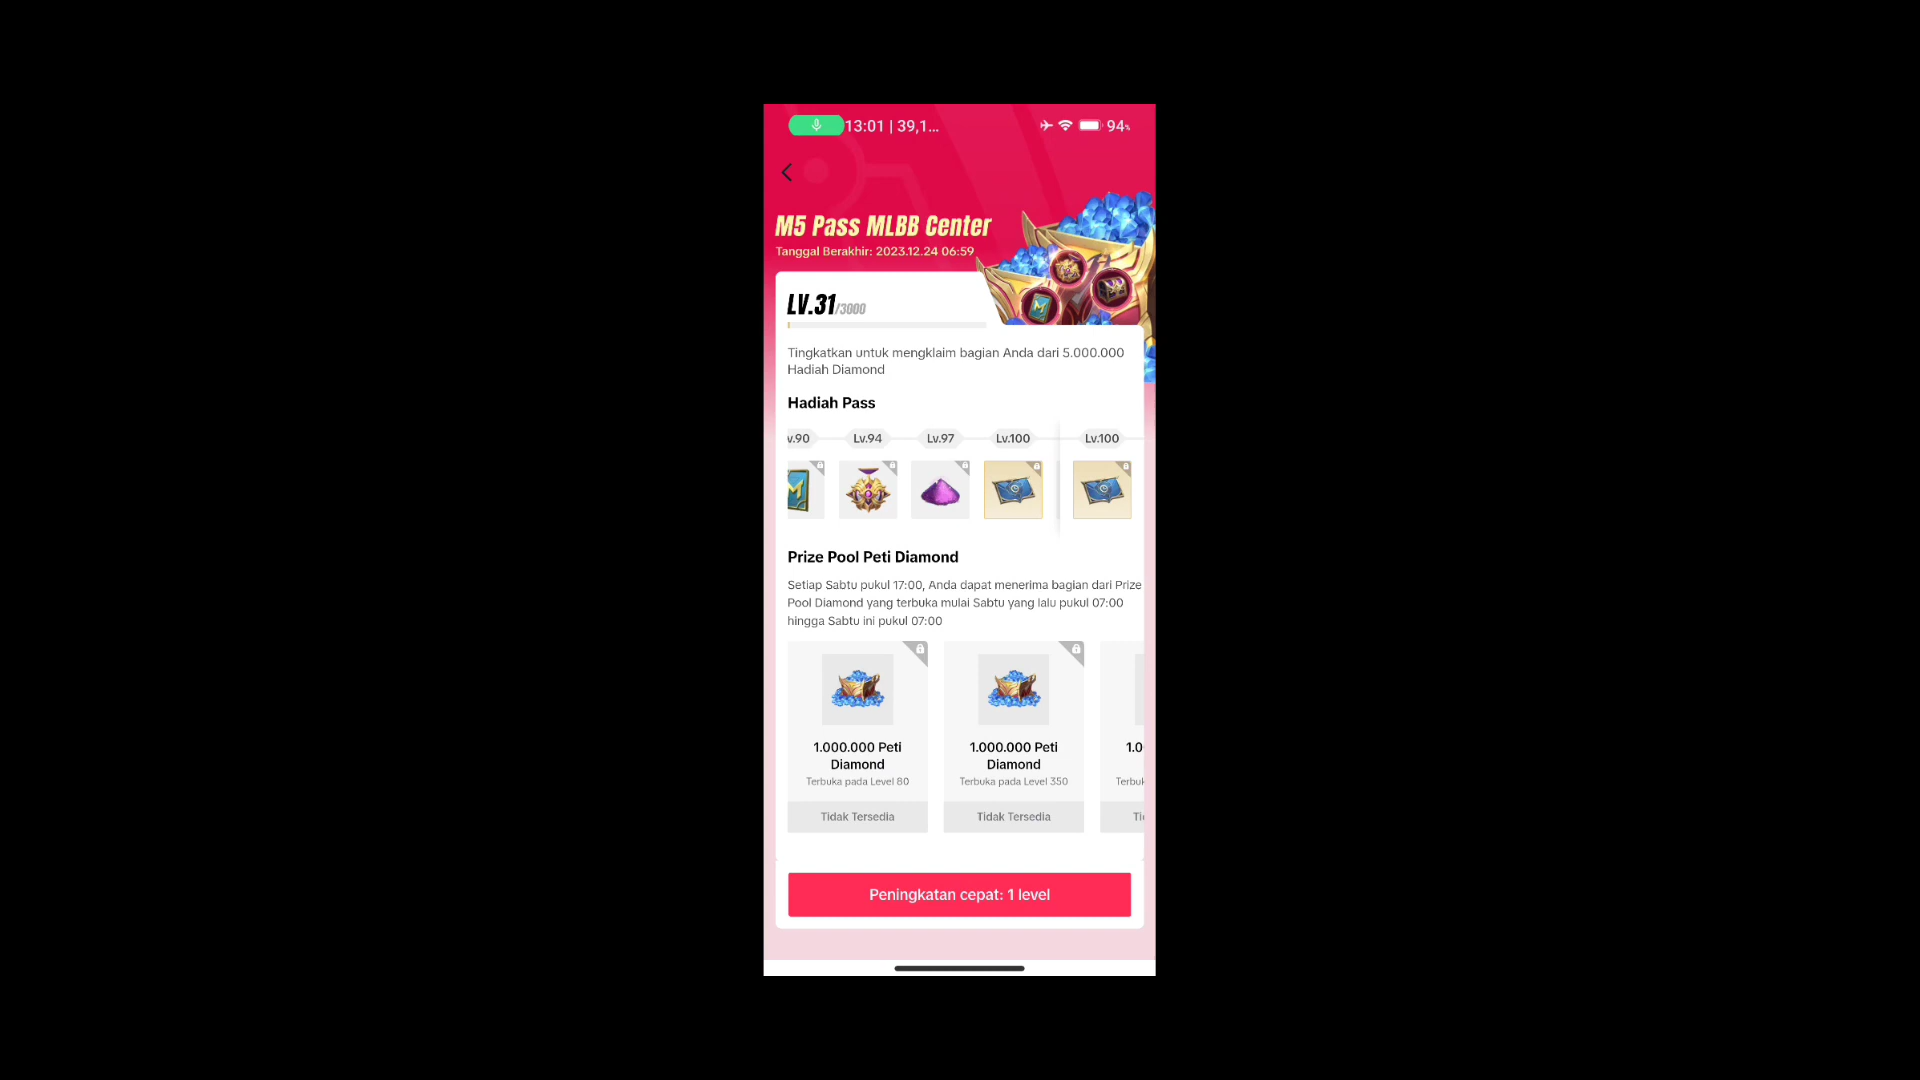 13:01 | 39,1...
94%
M5 Pass MLBB Center
Tanggal Berakhir: 2023.12.24 06:59
LV.31/3000
Tingkatkan untuk mengklaim bagian Anda dari 5.000.000
Hadiah Diamond
Hadiah Pass
v.90 Lv.94 Lv.97 Lv.100 Lv.100
Prize Pool Peti Diamond
Setiap Sabtu pukul 17:00, Anda dapat menerima bagian dari Prize
Pool Diamond yang terbuka mulai Sabtu yang lalu pukul 07:00
hingga Sabtu ini pukul 07:00
1.000.000 Peti
Diamond
Terbuka pada Level 80
Tidak Tersedia
1.000.000 Peti
Diamond
Terbuka pada Level 350
Tidak Tersedia
1.0
Terbuk
Ti
Peningkatan cepat: 1 level